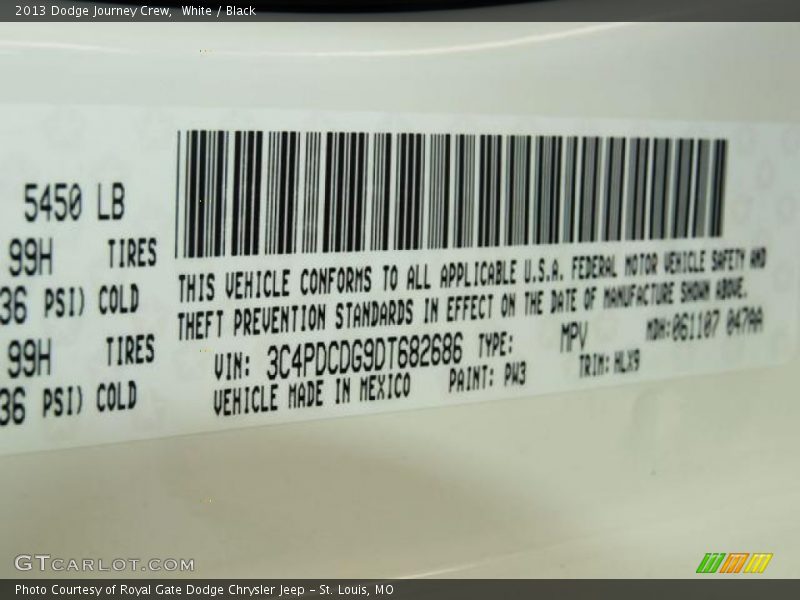 2013 Dodge Journey Crew, White / Black
5450 LB
99H TIRES
36 PSI) COLD
99H TIRES
36 PSI) COLD
THIS VEHICLE CONFORMS TO ALL APPLICABLE U.S.A. FEDERAL MOTOR VEHICLE SAFETY AND
THEFT PREVENTION STANDARDS IN EFFECT ON THE DATE OF MANUFACTURE SHOWN ABOVE.
VIN: 3C4PDCDG9DT682686 TYPE: MPV MDH:061107 047AA
VEHICLE MADE IN MEXICO PAINT: PW3 TRIM: HLX9
GTCARLOT.COM
Photo Courtesy of Royal Gate Dodge Chrysler Jeep – St. Louis, MO